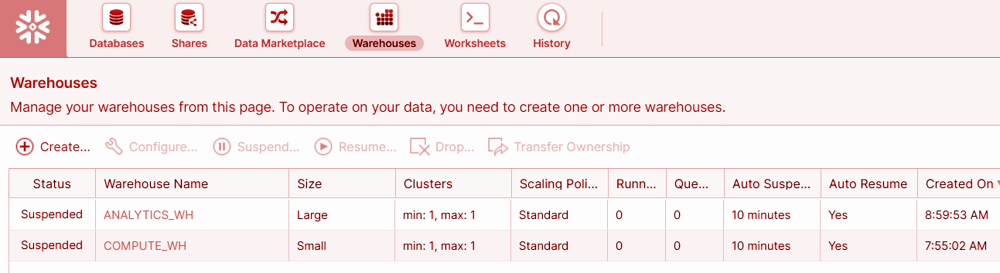 Databases Shares Data Marketplace Warehouses Worksheets History
Warehouses
Manage your warehouses from this page. To operate on your data, you need to create one or more warehouses.
Create... Configure... Suspend... Resume... Drop... Transfer Ownership
Status Warehouse Name Size Clusters Scaling Poli... Runn... Que... Auto Suspe... Auto Resume Created On
Suspended ANALYTICS_WH Large min: 1, max: 1 Standard 0 0 10 minutes Yes 8:59:53 AM
Suspended COMPUTE_WH Small min: 1, max: 1 Standard 0 0 10 minutes Yes 7:55:02 AM